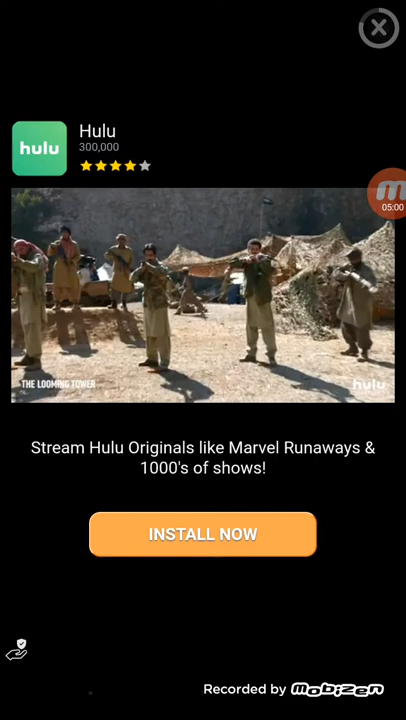 hulu
Hulu
300,000
05:00
THE LOOMING TOWER
hulu
Stream Hulu Originals like Marvel Runaways &
1000's of shows!
INSTALL NOW
Recorded by mobizen